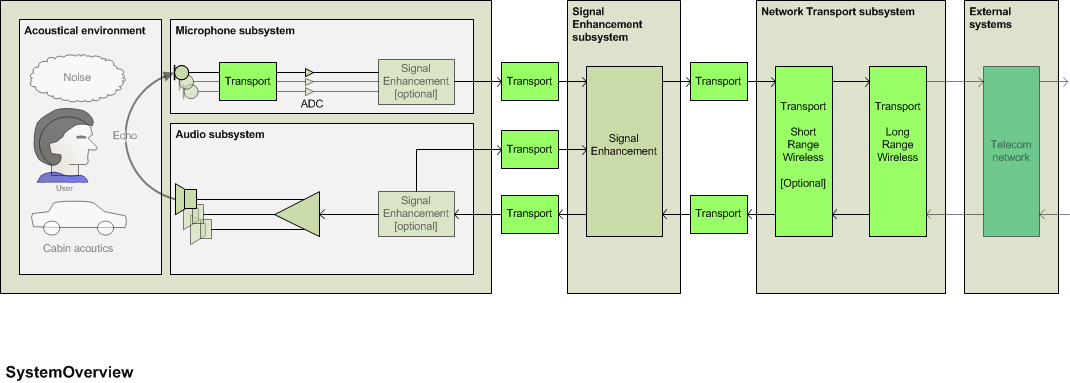 Acoustical environment
Noise
Echo
User
Cabin acoutics
Microphone subsystem
Transport
ADC
Signal
Enhancement
[optional]
Audio subsystem
Signal
Enhancement
[optional]
Transport
Transport
Transport
Signal
Enhancement
subsystem
Signal
Enhancement
Transport
Transport
Network Transport subsystem
Transport
Short
Range
Wireless
[Optional]
Transport
Long
Range
Wireless
External
systems
Telecom
network
SystemOverview